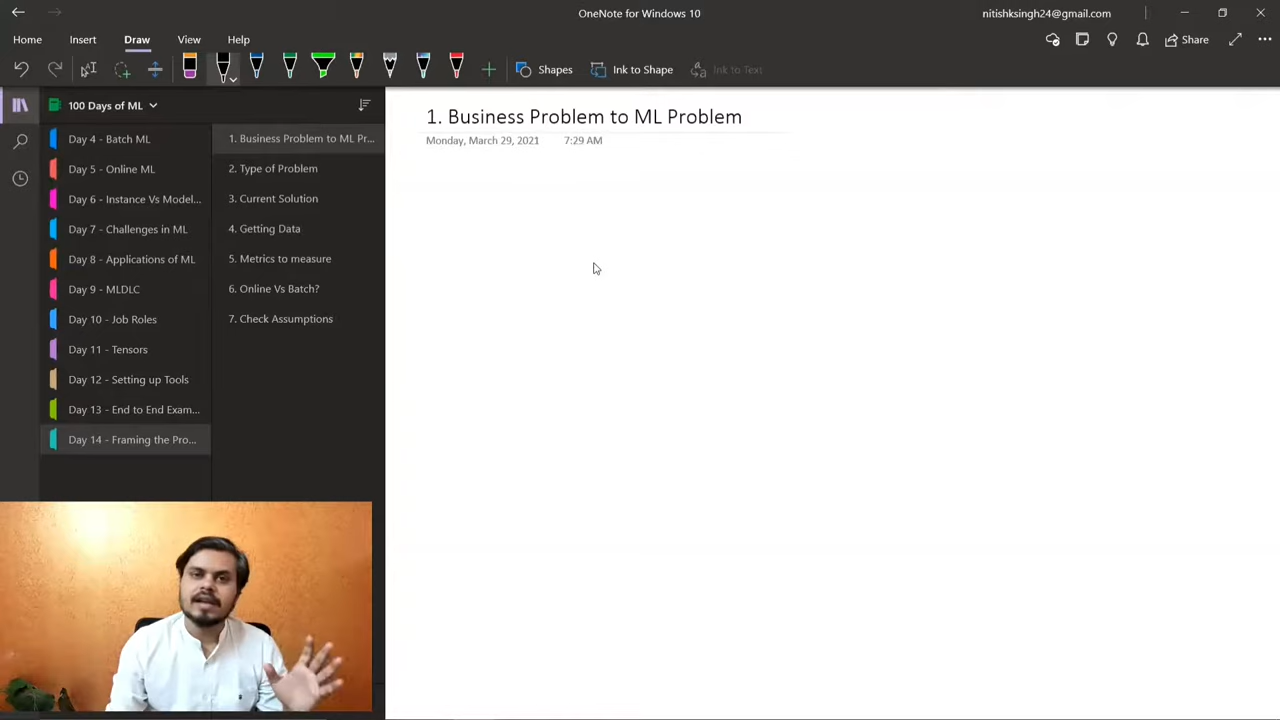 OneNote for Windows 10
nitishksingh24@gmail.com
Home
Insert
Draw
View
Help
Share
Shapes
Ink to Shape
Ink to Text
100 Days of ML
Day 4 - Batch ML
Day 5 - Online ML
Day 6 - Instance Vs Model...
Day 7 - Challenges in ML
Day 8 - Applications of ML
Day 9 - MLDLC
Day 10 - Job Roles
Day 11 - Tensors
Day 12 - Setting up Tools
Day 13 - End to End Exam...
Day 14 - Framing the Pro...
1. Business Problem to ML Pr...
2. Type of Problem
3. Current Solution
4. Getting Data
5. Metrics to measure
6. Online Vs Batch?
7. Check Assumptions
1. Business Problem to ML Problem
Monday, March 29, 2021 7:29 AM